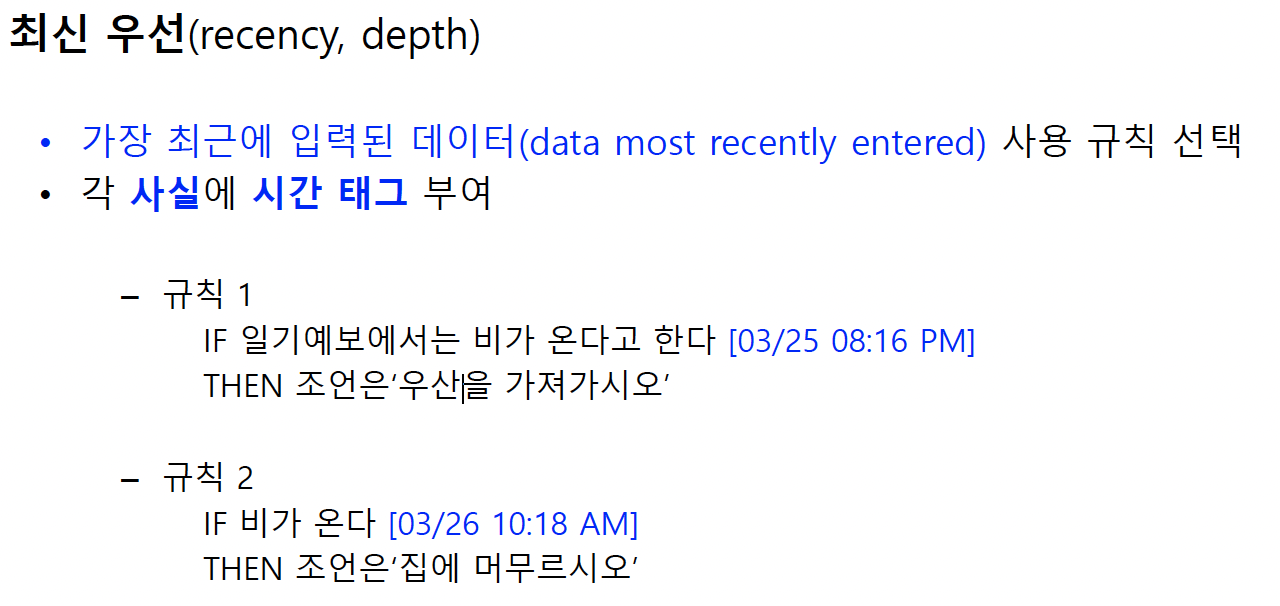 최신 우선(recency, depth)
• 가장 최근에 입력된 데이터(data most recently entered) 사용 규칙 선택
• 각 사실에 시간 태그 부여
– 규칙 1
IF 일기예보에서는 비가 온다고 한다 [03/25 08:16 PM]
THEN 조언은‘우산을 가져가시오’
– 규칙 2
IF 비가 온다 [03/26 10:18 AM]
THEN 조언은‘집에 머무르시오’